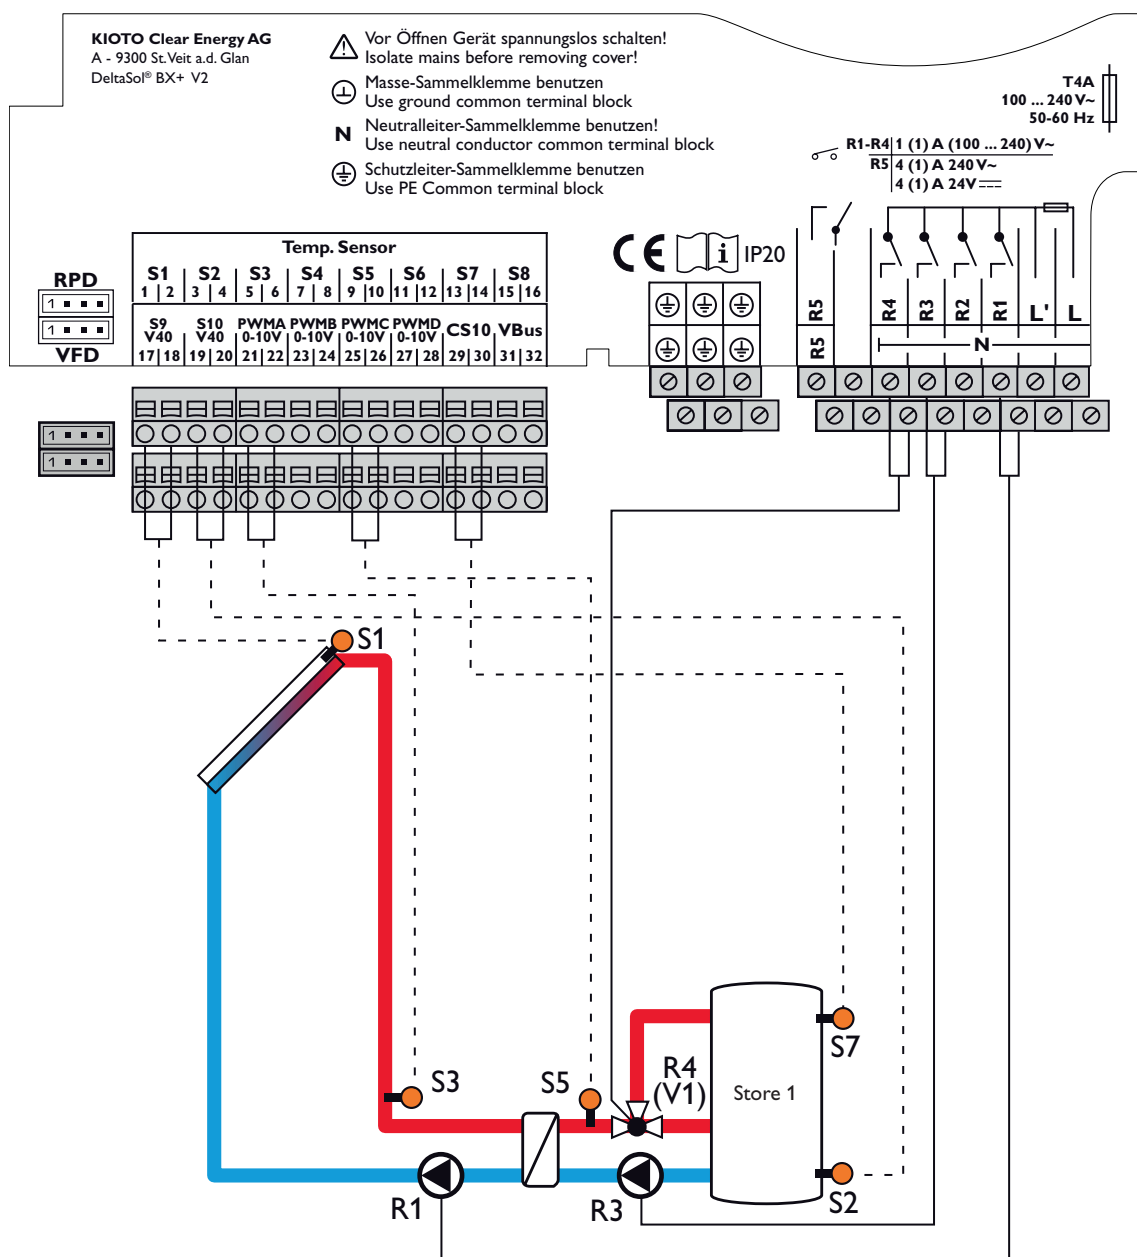 KIOTO Clear Energy AG
A - 9300 St.Veit a.d. Glan
DeltaSol® BX+ V2
Vor Öffnen Gerät spannungslos schalten!
Isolate mains before removing cover!
Masse-Sammelklemme benutzen
Use ground common terminal block
N Neutralleiter-Sammelklemme benutzen!
Use neutral conductor common terminal block
Schutzleiter-Sammelklemme benutzen
Use PE Common terminal block
T4A
100 ... 240 V~
50-60 Hz
R1-R4 1 (1) A (100 ... 240) V~
R5 4 (1) A 240 V~
4 (1) A 24V ⎓
CE i IP20
Temp. Sensor
S1 S2 S3 S4 S5 S6 S7 S8
1 2 3 4 5 6 7 8 9 10 11 12 13 14 15 16
RPD
1
1
VFD
S9 S10 PWMA PWMB PWMC PWMD CS10 VBus
V40 V40 0-10V 0-10V 0-10V 0-10V
17 18 19 20 21 22 23 24 25 26 27 28 29 30 31 32
R5 R4 R3 R2 R1 L' L
R5 N
1
1
S1
S7
S3
S5
R4
(V1)
Store 1
S2
R1
R3